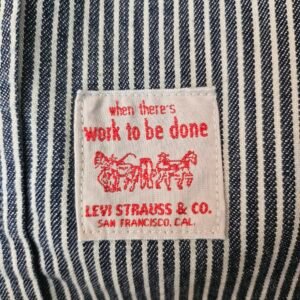 when there's
work to be done
LEVI STRAUSS & CO.
SAN FRANCISCO, CAL.